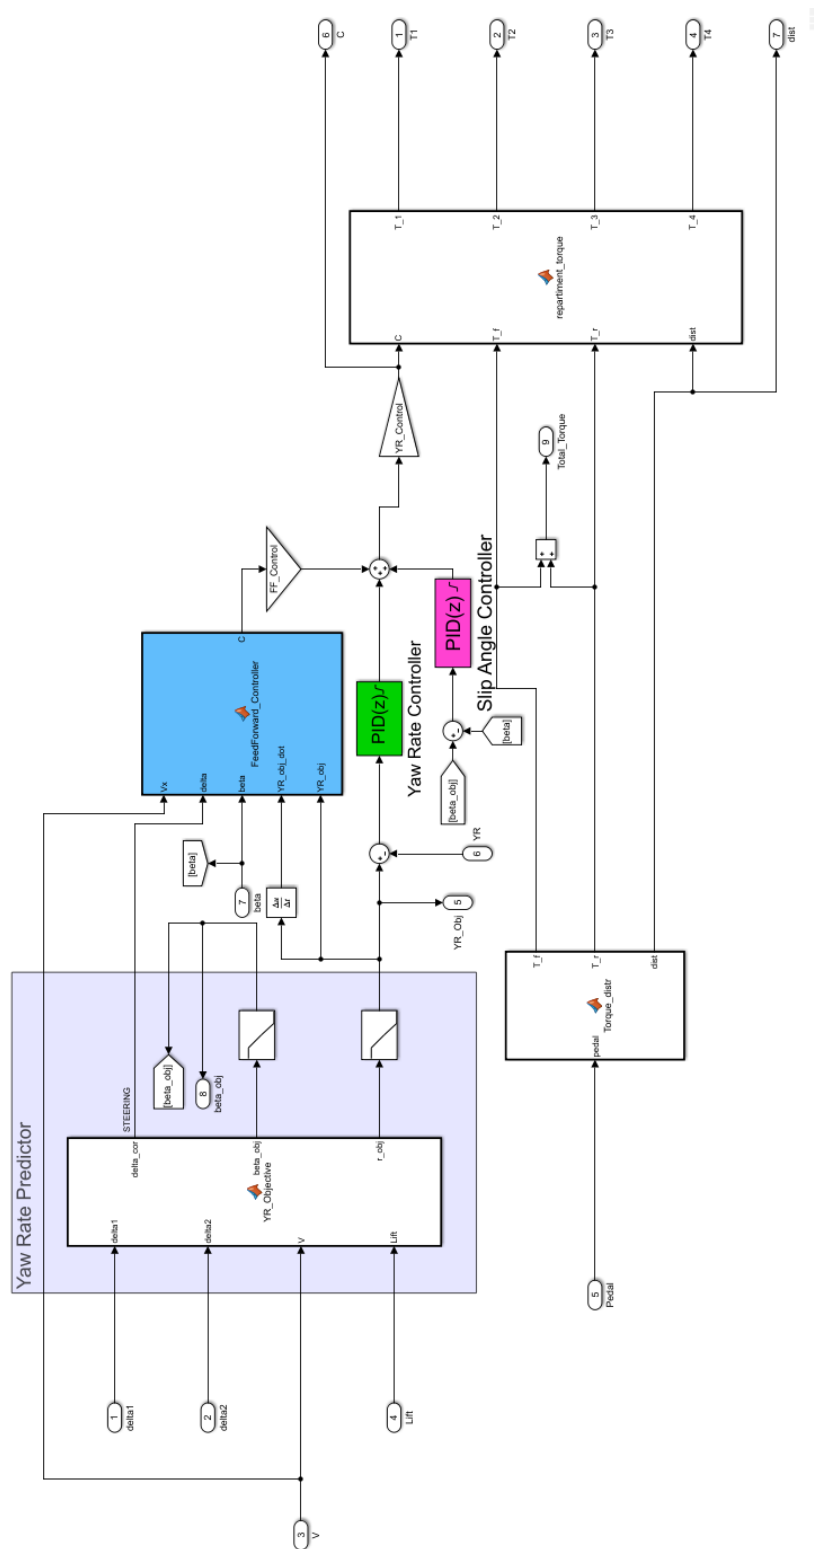 Yaw Rate Predictor
3
V
1
delta1
2
delta2
4
Lift
delta1
delta2
V
Lift
YR_Objective
delta_cor
beta_obj
r_obj
STEERING
[beta_obj]
8
beta_obj
[beta]
7
beta
Δu
Δt
5
YR_Obj
6
YR
+
-
Vx
delta
beta
YR_obj_dot
YR_obj
FeedForward_Controller
C
FF_Control
PID(z)
Yaw Rate Controller
[beta_obj]
[beta]
+
-
PID(z)
Slip Angle Controller
+
+
+
YR_Control
5
Pedal
pedal
Torque_distr
T_f
T_r
dist
+
+
9
Total_Torque
C
T_f
T_r
dist
repartiment_torque
T_1
T_2
T_3
T_4
6
C
1
T1
2
T2
3
T3
4
T4
7
dist